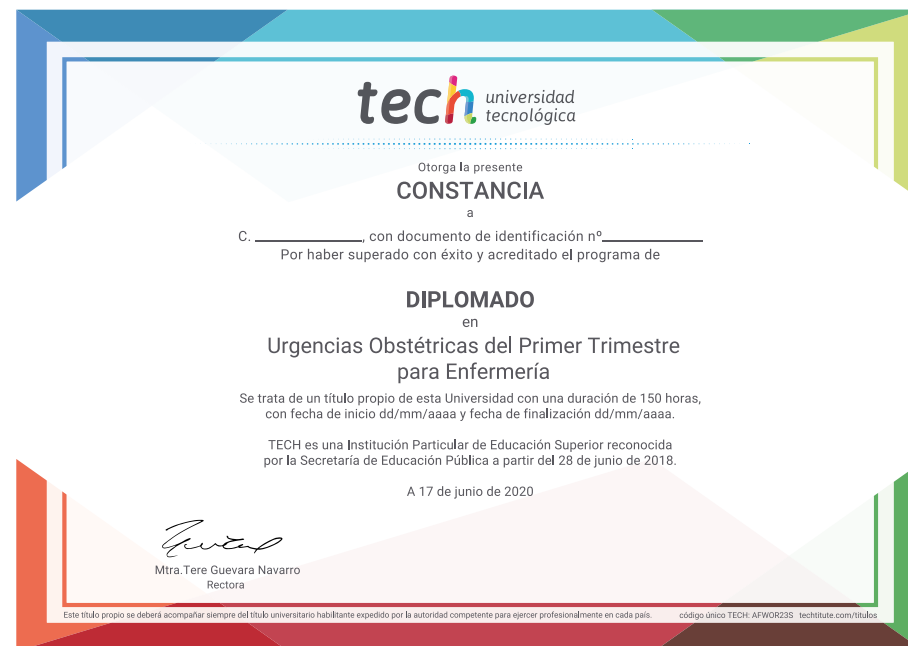 tech universidad
tecnológica
Otorga la presente
CONSTANCIA
a
C. ____________, con documento de identificación nº____________
Por haber superado con éxito y acreditado el programa de
DIPLOMADO
en
Urgencias Obstétricas del Primer Trimestre
para Enfermería
Se trata de un título propio de esta Universidad con una duración de 150 horas,
con fecha de inicio dd/mm/aaaa y fecha de finalización dd/mm/aaaa.
TECH es una Institución Particular de Educación Superior reconocida
por la Secretaría de Educación Pública a partir del 28 de junio de 2018.
A 17 de junio de 2020
Mtra.Tere Guevara Navarro
Rectora
Este título propio se deberá acompañar siempre del título universitario habilitante expedido por la autoridad competente para ejercer profesionalmente en cada país. código único TECH: AFWOR23S techtitute.com/titulos